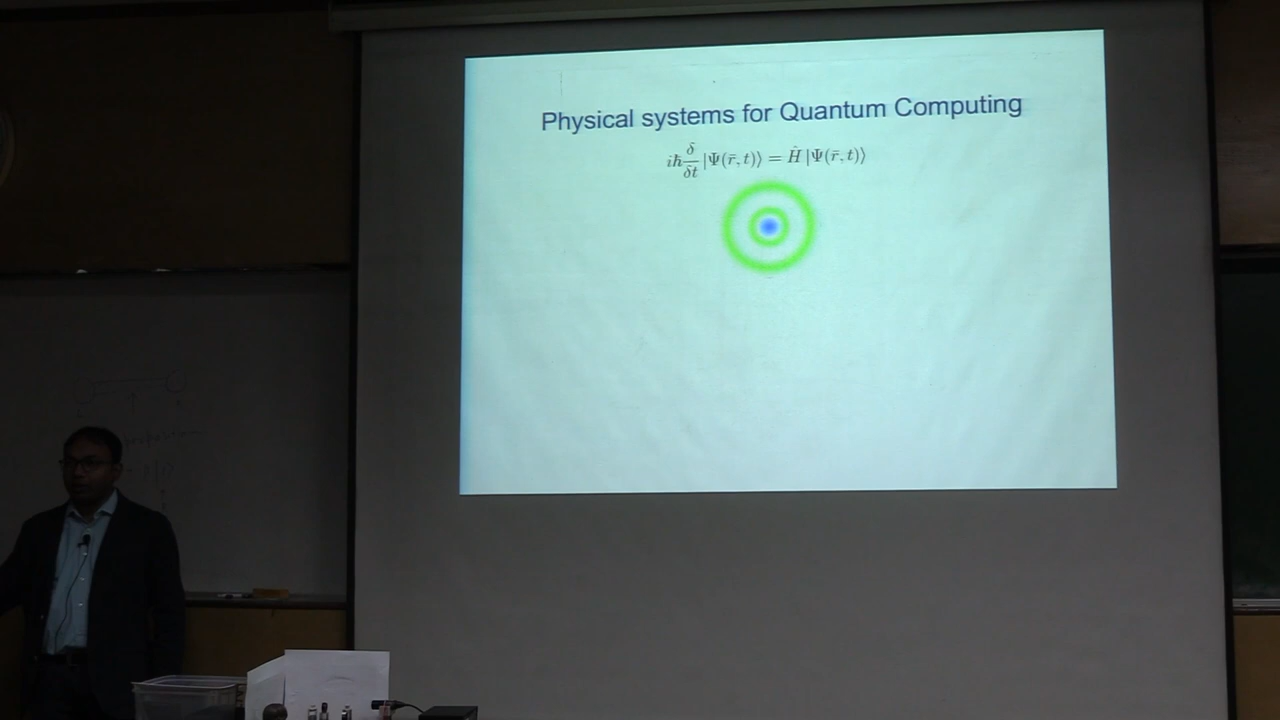 Physical systems for Quantum Computing
iħ δ/δt |Ψ(r̄, t)⟩ = Ĥ |Ψ(r̄, t)⟩